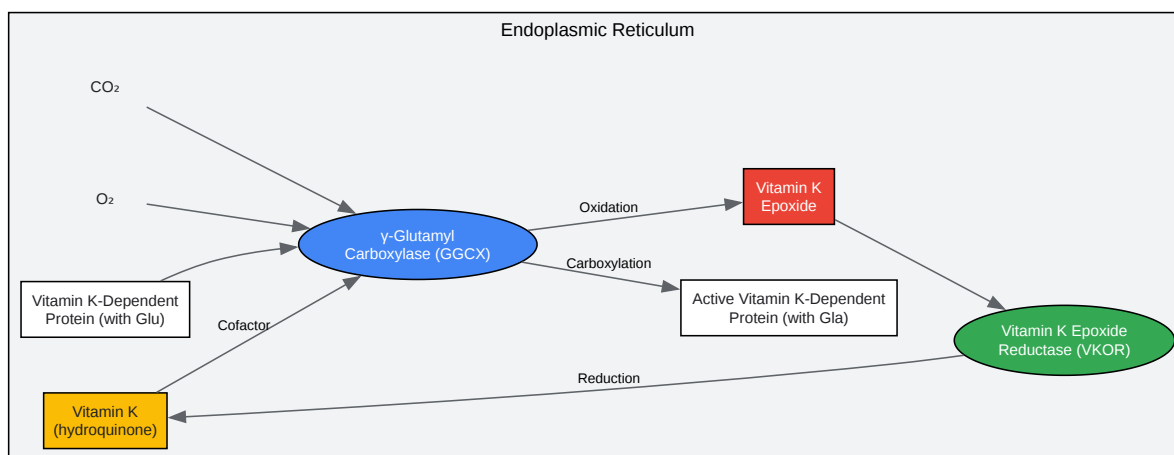 Endoplasmic Reticulum
CO₂
O₂
Vitamin K
Epoxide
Oxidation
γ-Glutamyl
Carboxylase (GGCX)
Carboxylation
Vitamin K-Dependent
Protein (with Glu)
Active Vitamin K-Dependent
Protein (with Gla)
Cofactor
Vitamin K Epoxide
Reductase (VKOR)
Reduction
Vitamin K
(hydroquinone)